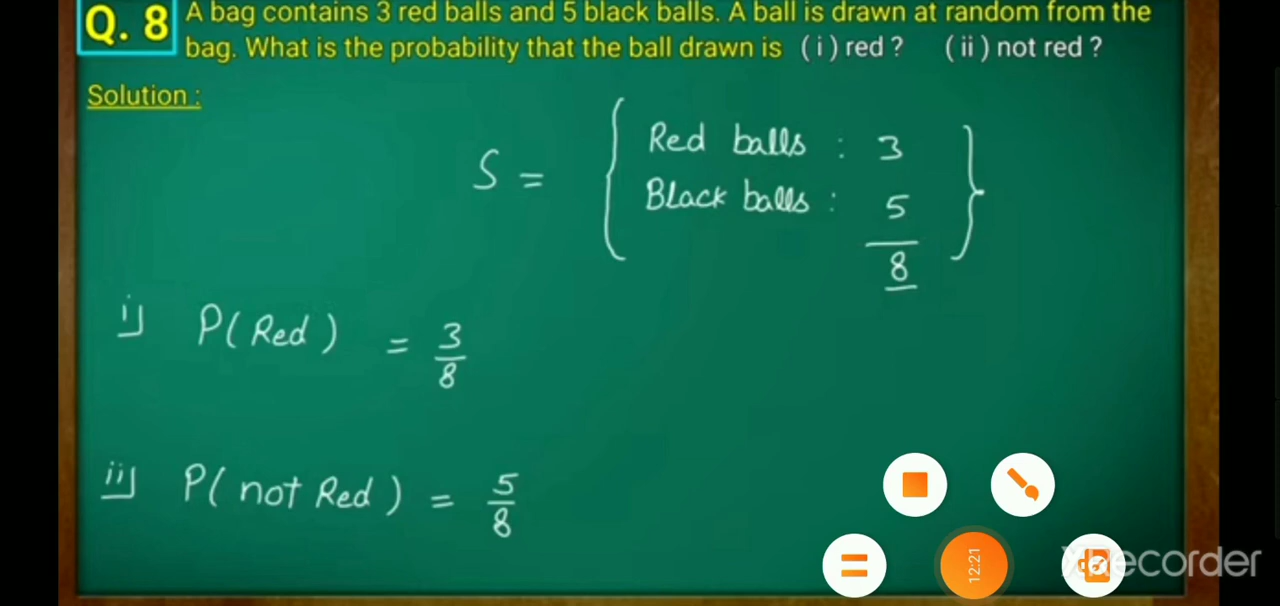 Q. 8 A bag contains 3 red balls and 5 black balls. A ball is drawn at random from the
bag. What is the probability that the ball drawn is (i) red ? (ii) not red ?
Solution :
S = { Red balls : 3
Black balls : 5 }
8
i) P(Red) = 3/8
ii) P(not Red) = 5/8
12:21
Recorder